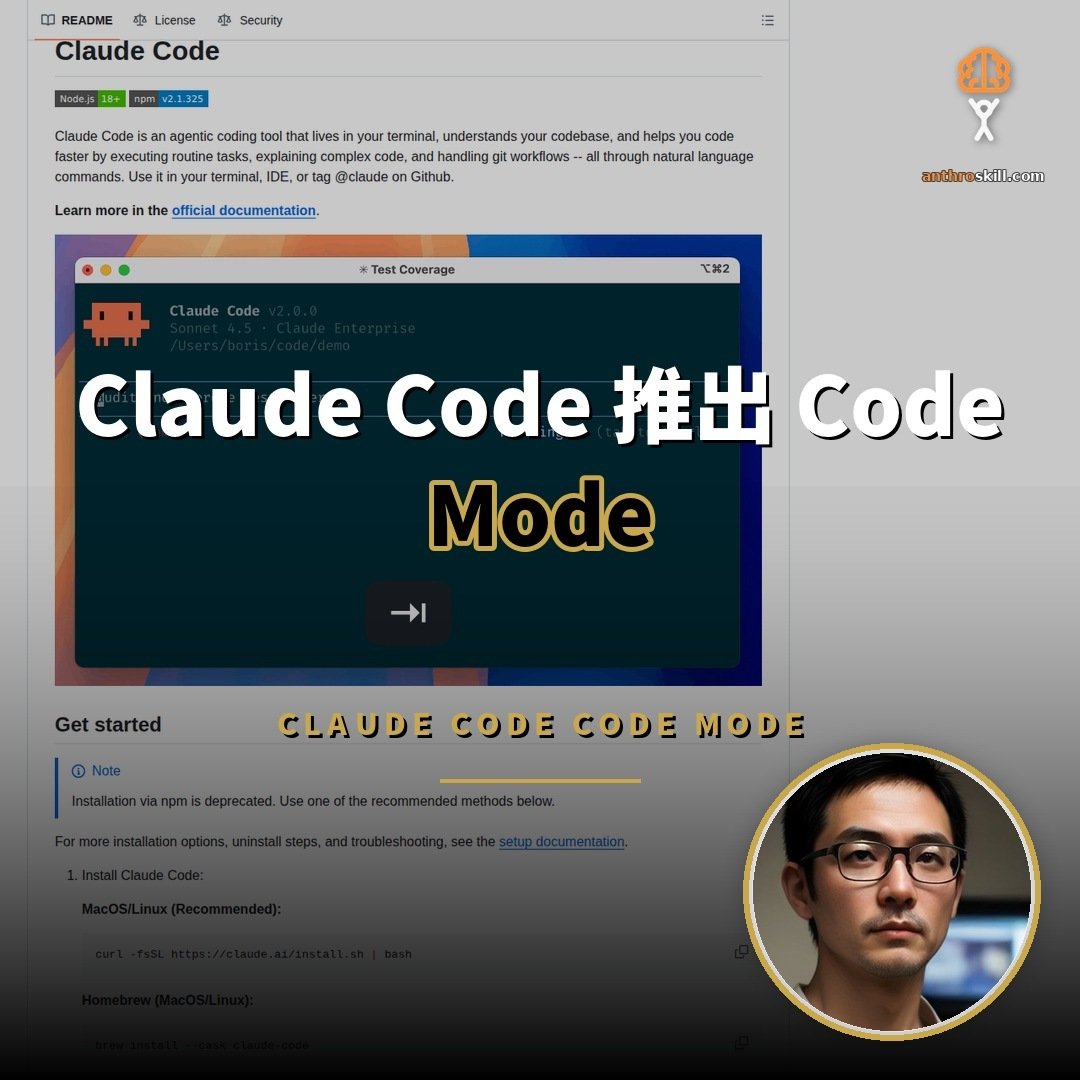 README License Security
Claude Code
anthroskill.com
Node.js 18+ npm v2.1.325
Claude Code is an agentic coding tool that lives in your terminal, understands your codebase, and helps you code
faster by executing routine tasks, explaining complex code, and handling git workflows -- all through natural language
commands. Use it in your terminal, IDE, or tag @claude on Github.
Learn more in the official documentation.
✳ Test Coverage ⌥⌘2
Claude Code v2.0.0
Sonnet 4.5 · Claude Enterprise
/Users/boris/code/demo
Claude Code 推出 Code
Mode
Get started
CLAUDE CODE CODE MODE
Note
Installation via npm is deprecated. Use one of the recommended methods below.
For more installation options, uninstall steps, and troubleshooting, see the setup documentation.
1. Install Claude Code:
MacOS/Linux (Recommended):
curl -fsSL https://claude.ai/install.sh | bash
Homebrew (MacOS/Linux):
brew install --cask claude-code